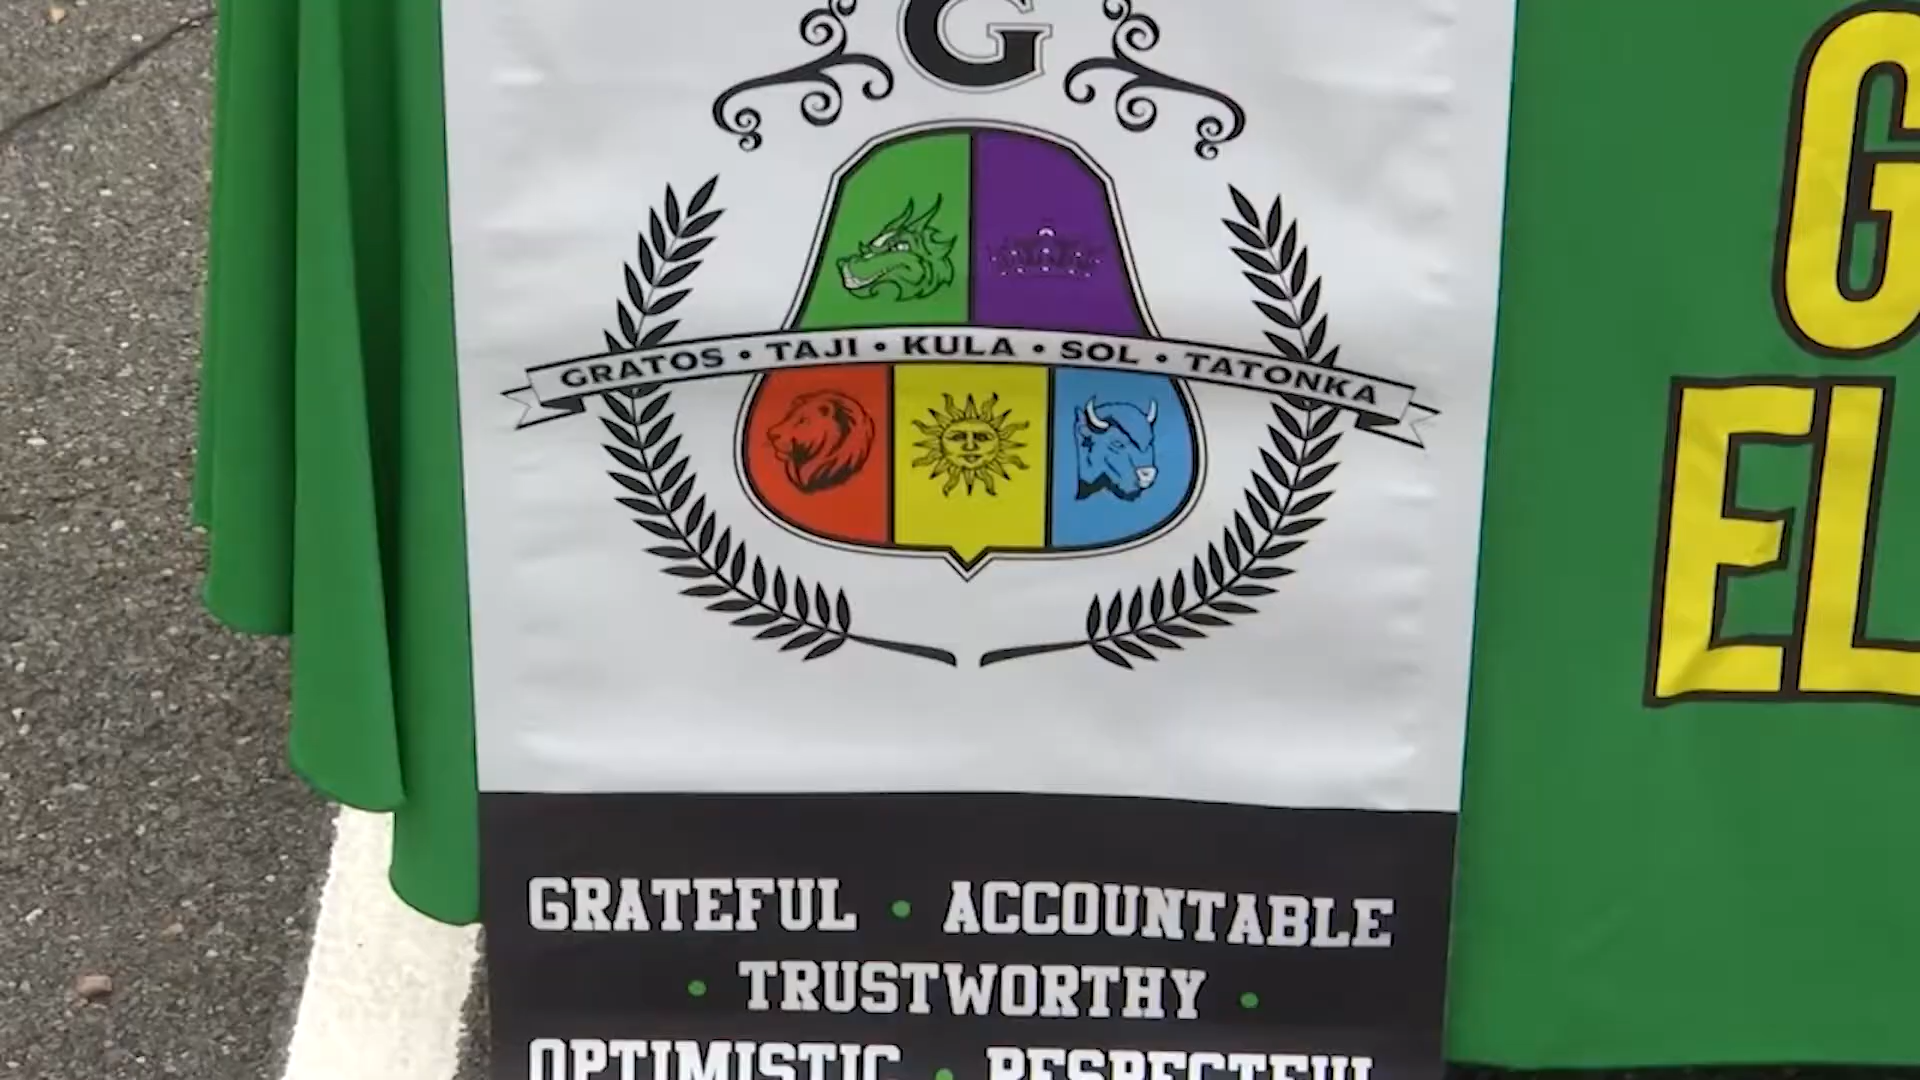 G
GRATOS • TAJI • KULA • SOL • TATONKA
GRATEFUL • ACCOUNTABLE
• TRUSTWORTHY •
OPTIMISTIC • RESPECTFUL
G
EL